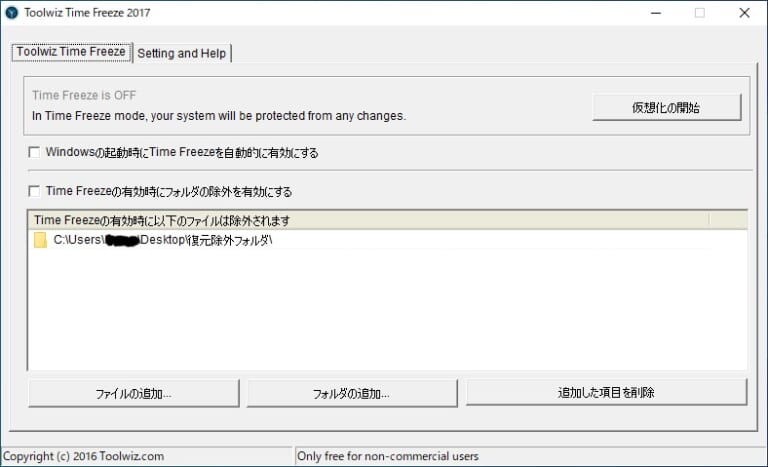 Toolwiz Time Freeze 2017
Toolwiz Time Freeze
Setting and Help
Time Freeze is OFF
In Time Freeze mode, your system will be protected from any changes.
仮想化の開始
Windowsの起動時にTime Freezeを自動的に有効にする
Time Freezeの有効時にフォルダの除外を有効にする
Time Freezeの有効時に以下のファイルは除外されます
C:\Users\ \Desktop\復元除外フォルダ\
ファイルの追加...
フォルダの追加...
追加した項目を削除
Copyright (c) 2016 Toolwiz.com
Only free for non-commercial users